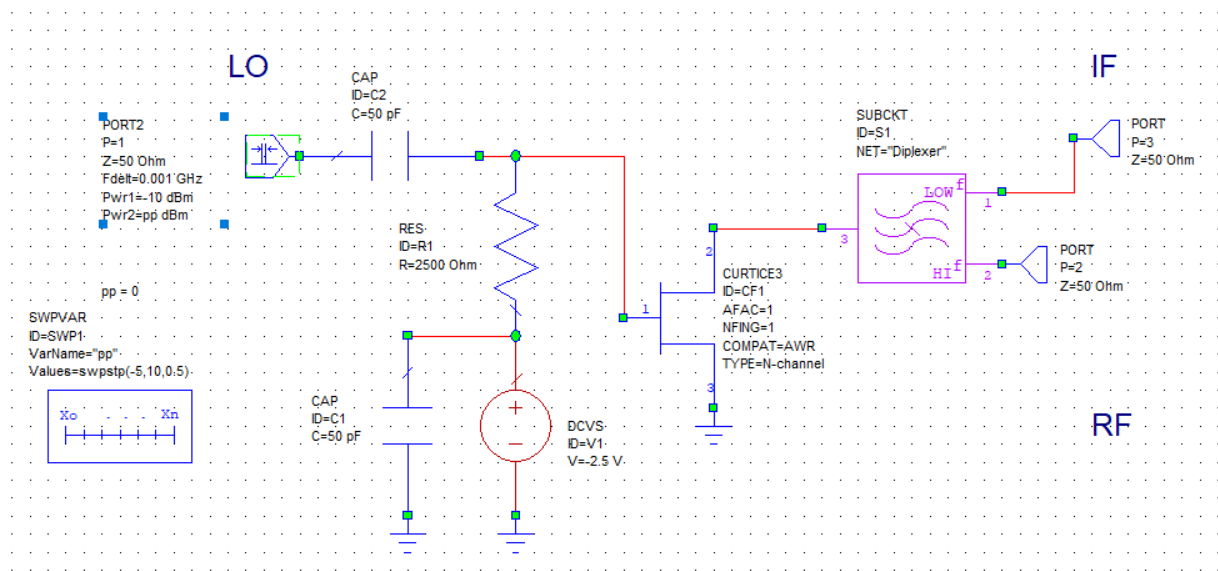 LO
IF
CAP
ID=C2
C=50 pF
PORT2
P=1
Z=50 Ohm
Fdelt=0.001 GHz
Pwr1=-10 dBm
Pwr2=pp dBm
SUBCKT
ID=S1
NET="Diplexer"
PORT
P=3
Z=50 Ohm
LOW
f
1
3
HI
f
2
PORT
P=2
Z=50 Ohm
RES
ID=R1
R=2500 Ohm
2
1
3
CURTICE3
ID=CF1
AFAC=1
NFING=1
COMPAT=AWR
TYPE=N-channel
pp = 0
SWPVAR
ID=SWP1
VarName="pp"
Values=swpstp(-5,10,0.5)
Xo . . . Xn
CAP
ID=C1
C=50 pF
DCVS
ID=V1
V=-2.5 V
RF